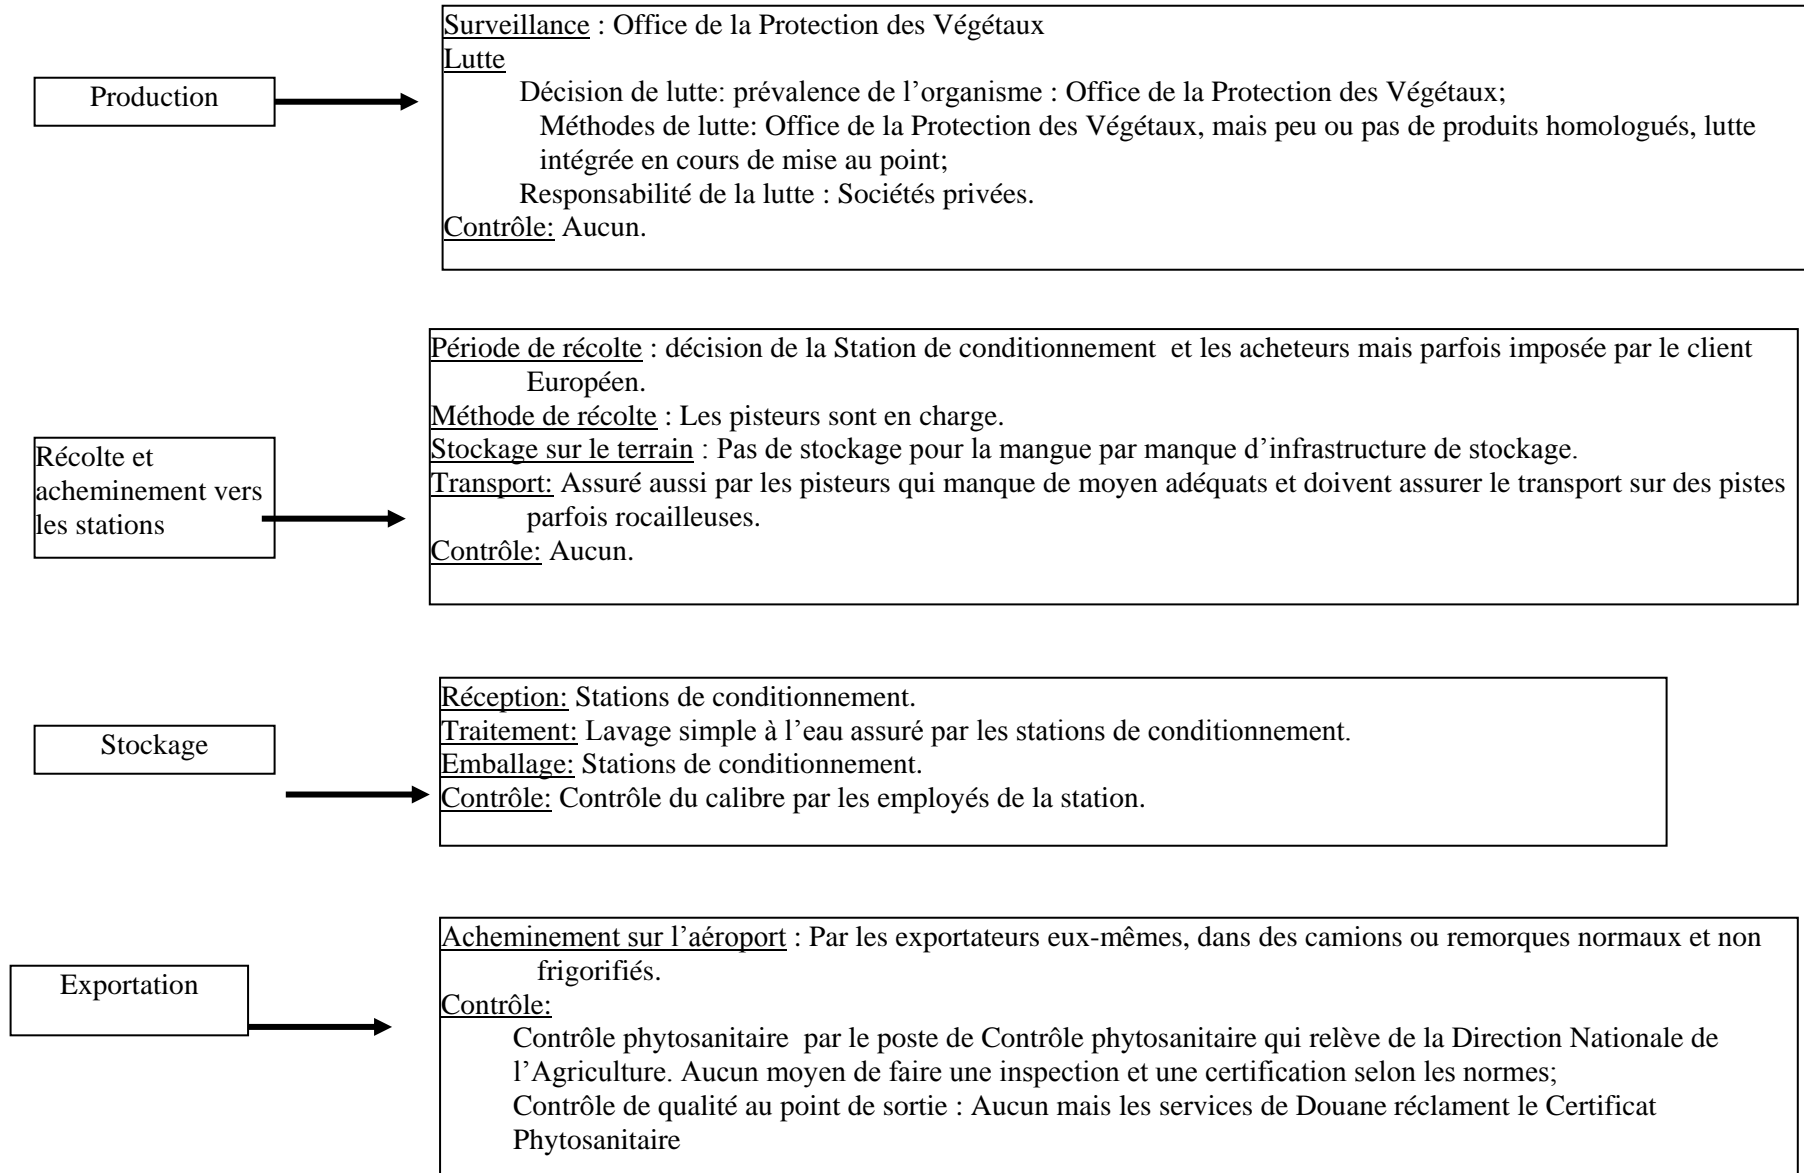 Surveillance : Office de la Protection des Végétaux
Lutte
Production
Décision de lutte: prévalence de l’organisme : Office de la Protection des Végétaux;
Méthodes de lutte: Office de la Protection des Végétaux, mais peu ou pas de produits homologués, lutte
intégrée en cours de mise au point;
Responsabilité de la lutte : Sociétés privées.
Contrôle: Aucun.
Récolte et
acheminement vers
les stations
Période de récolte : décision de la Station de conditionnement et les acheteurs mais parfois imposée par le client
Européen.
Méthode de récolte : Les pisteurs sont en charge.
Stockage sur le terrain : Pas de stockage pour la mangue par manque d’infrastructure de stockage.
Transport: Assuré aussi par les pisteurs qui manque de moyen adéquats et doivent assurer le transport sur des pistes
parfois rocailleuses.
Contrôle: Aucun.
Stockage
Réception: Stations de conditionnement.
Traitement: Lavage simple à l’eau assuré par les stations de conditionnement.
Emballage: Stations de conditionnement.
Contrôle: Contrôle du calibre par les employés de la station.
Exportation
Acheminement sur l’aéroport : Par les exportateurs eux-mêmes, dans des camions ou remorques normaux et non
frigorifiés.
Contrôle:
Contrôle phytosanitaire par le poste de Contrôle phytosanitaire qui relève de la Direction Nationale de
l’Agriculture. Aucun moyen de faire une inspection et une certification selon les normes;
Contrôle de qualité au point de sortie : Aucun mais les services de Douane réclament le Certificat
Phytosanitaire